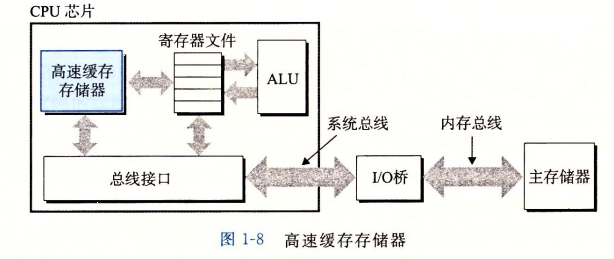 CPU 芯片
寄存器文件
高速缓存
存储器
ALU
系统总线
内存总线
总线接口
I/O桥
主存储器
图 1-8 高速缓存存储器